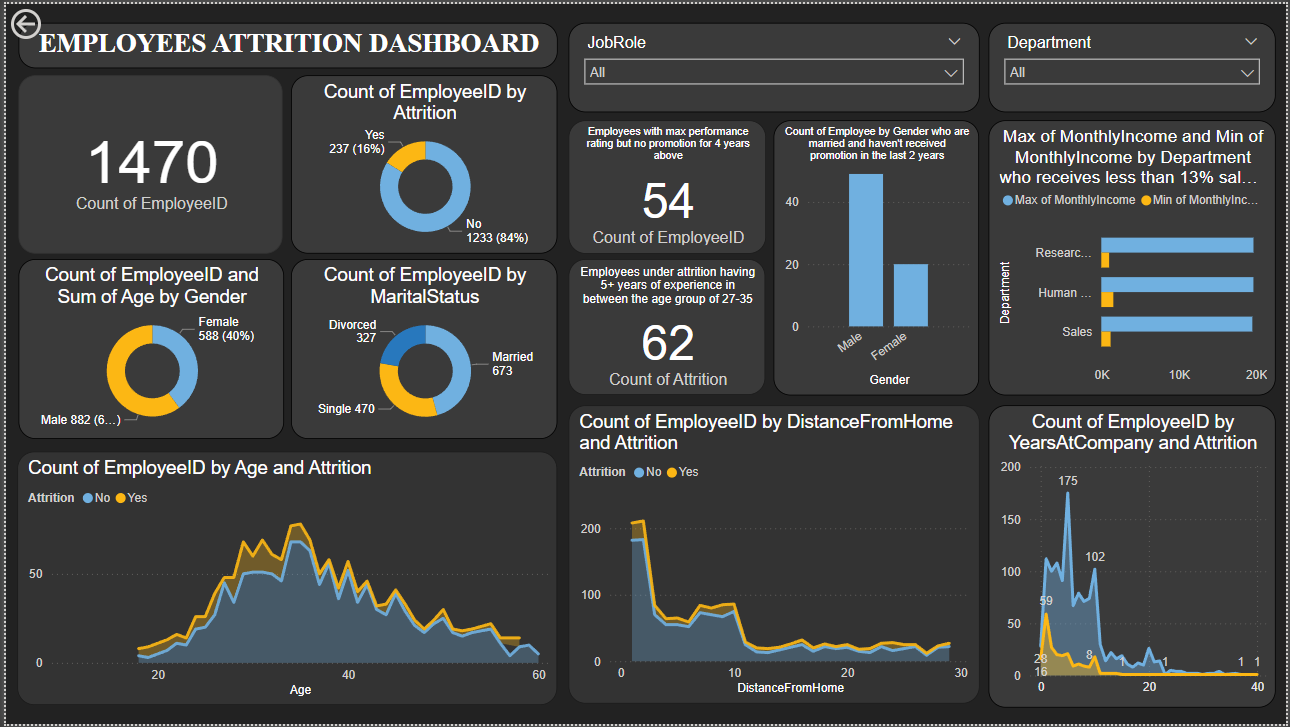 EMPLOYEES ATTRITION DASHBOARD
JobRole
All
Department
All
1470
Count of EmployeeID
Count of EmployeeID by
Attrition
Yes
237 (16%)
No
1233 (84%)
Employees with max performance
rating but no promotion for 4 years
above
54
Count of EmployeeID
Count of Employee by Gender who are
married and haven't received
promotion in the last 2 years
40
20
0
Male
Female
Gender
Max of MonthlyIncome and Min of
MonthlyIncome by Department
who receives less than 13% sal...
Max of MonthlyIncome
Min of MonthlyInc...
Department
Researc...
Human ...
Sales
0K
10K
20K
Count of EmployeeID and
Sum of Age by Gender
Female
588 (40%)
Male 882 (6...)
Count of EmployeeID by
MaritalStatus
Divorced
327
Married
673
Single 470
Employees under attrition having
5+ years of experience in
between the age group of 27-35
62
Count of Attrition
Count of EmployeeID by Age and Attrition
Attrition
No
Yes
50
0
20
40
60
Age
Count of EmployeeID by DistanceFromHome
and Attrition
Attrition
No
Yes
200
100
0
0
10
20
30
DistanceFromHome
Count of EmployeeID by
YearsAtCompany and Attrition
200
150
100
50
0
175
102
59
28
16
8
1
1
1
1
0
20
40